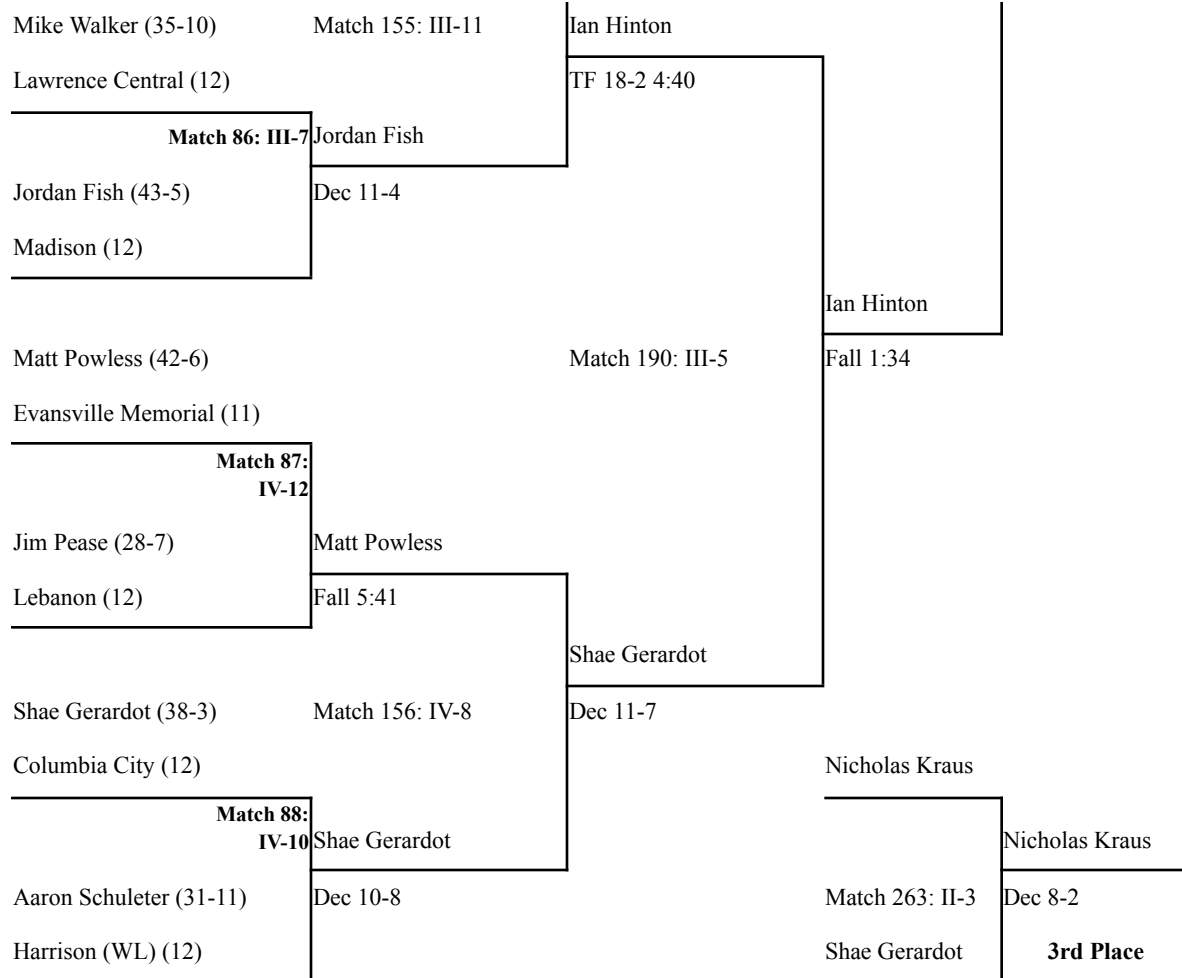 Mike Walker (35-10) Match 155: III-11 Ian Hinton
Lawrence Central (12) TF 18-2 4:40
Match 86: III-7 Jordan Fish
Jordan Fish (43-5) Dec 11-4
Madison (12)
Ian Hinton
Matt Powless (42-6) Match 190: III-5 Fall 1:34
Evansville Memorial (11)
Match 87:
IV-12
Jim Pease (28-7) Matt Powless
Lebanon (12) Fall 5:41
Shae Gerardot
Shae Gerardot (38-3) Match 156: IV-8 Dec 11-7
Columbia City (12) Nicholas Kraus
Match 88:
IV-10 Shae Gerardot Nicholas Kraus
Aaron Schuleter (31-11) Dec 10-8 Match 263: II-3 Dec 8-2
Harrison (WL) (12) Shae Gerardot 3rd Place